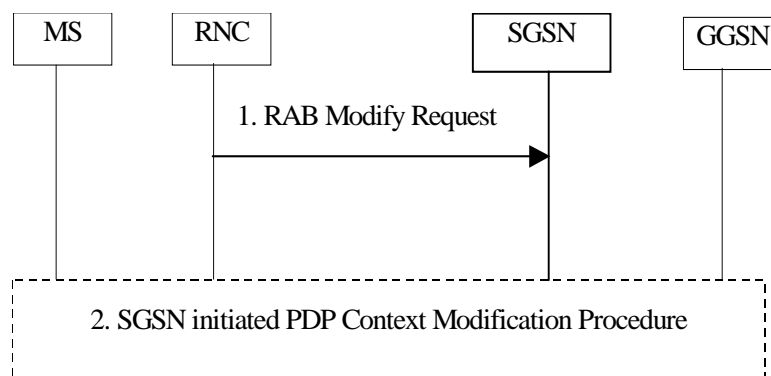 MS RNC SGSN GGSN
1. RAB Modify Request
2. SGSN initiated PDP Context Modification Procedure